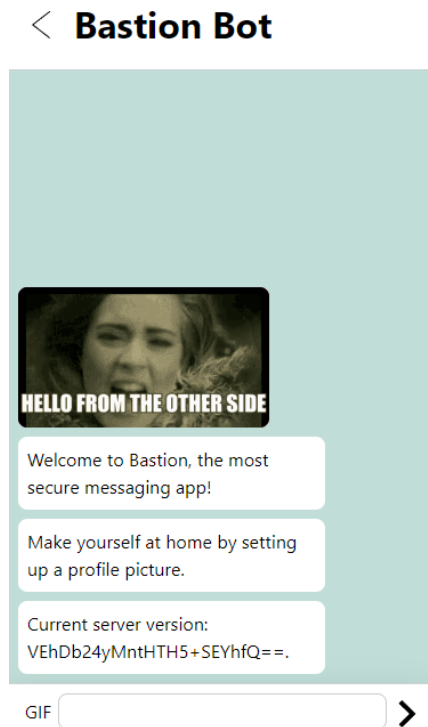 Bastion Bot
HELLO FROM THE OTHER SIDE
Welcome to Bastion, the most
secure messaging app!
Make yourself at home by setting
up a profile picture.
Current server version:
VEhDb24yMntHTH5+SEYhfQ==.
GIF